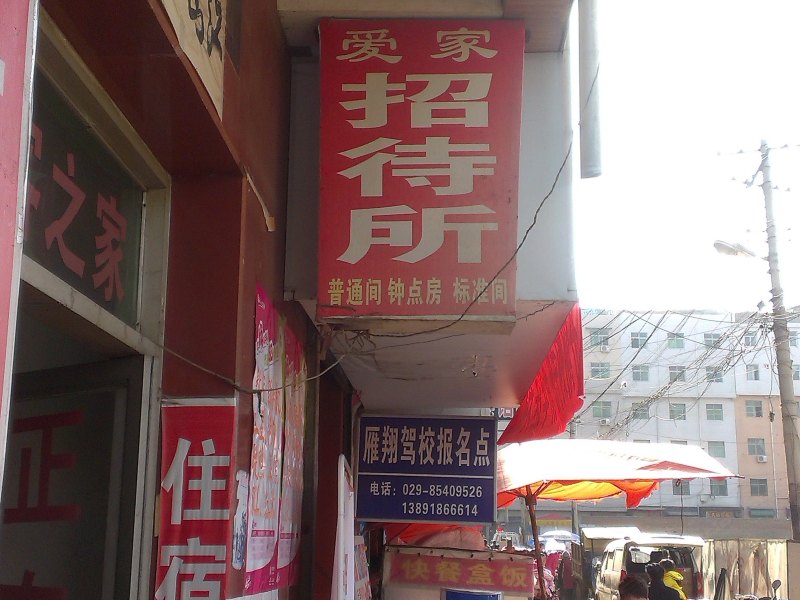 爱家
招待所
普通间 钟点房 标准间
之家
正
住宿
雁翔驾校报名点
电话：029-85409526
13891866614
快餐盒饭